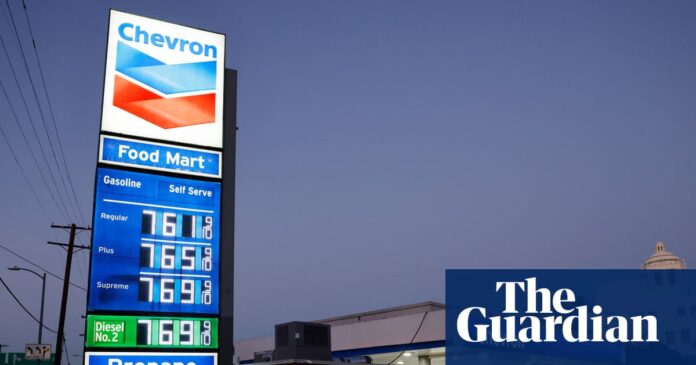 Chevron
Food Mart
Gasoline Self Serve
Regular 761 9/10
Plus 765 9/10
Supreme 769 9/10
Diesel No. 2 769 9/10
Propane
The
Guardian